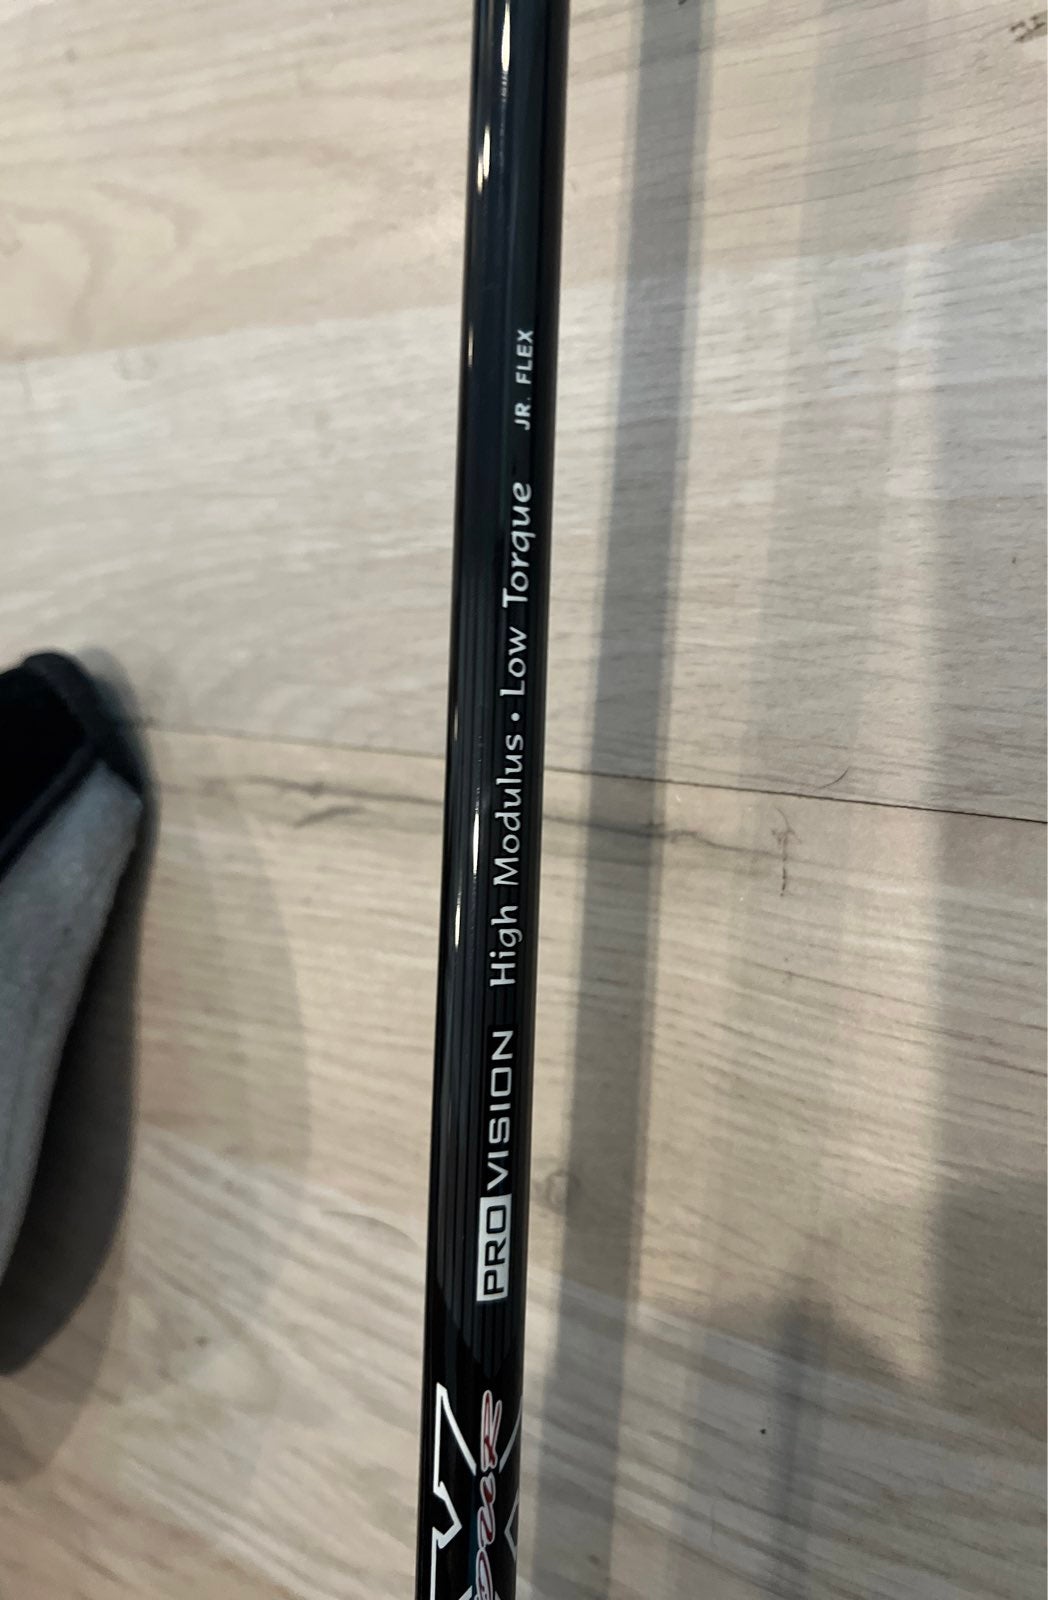 PRO VISION High Modulus • Low Torque JR. FLEX